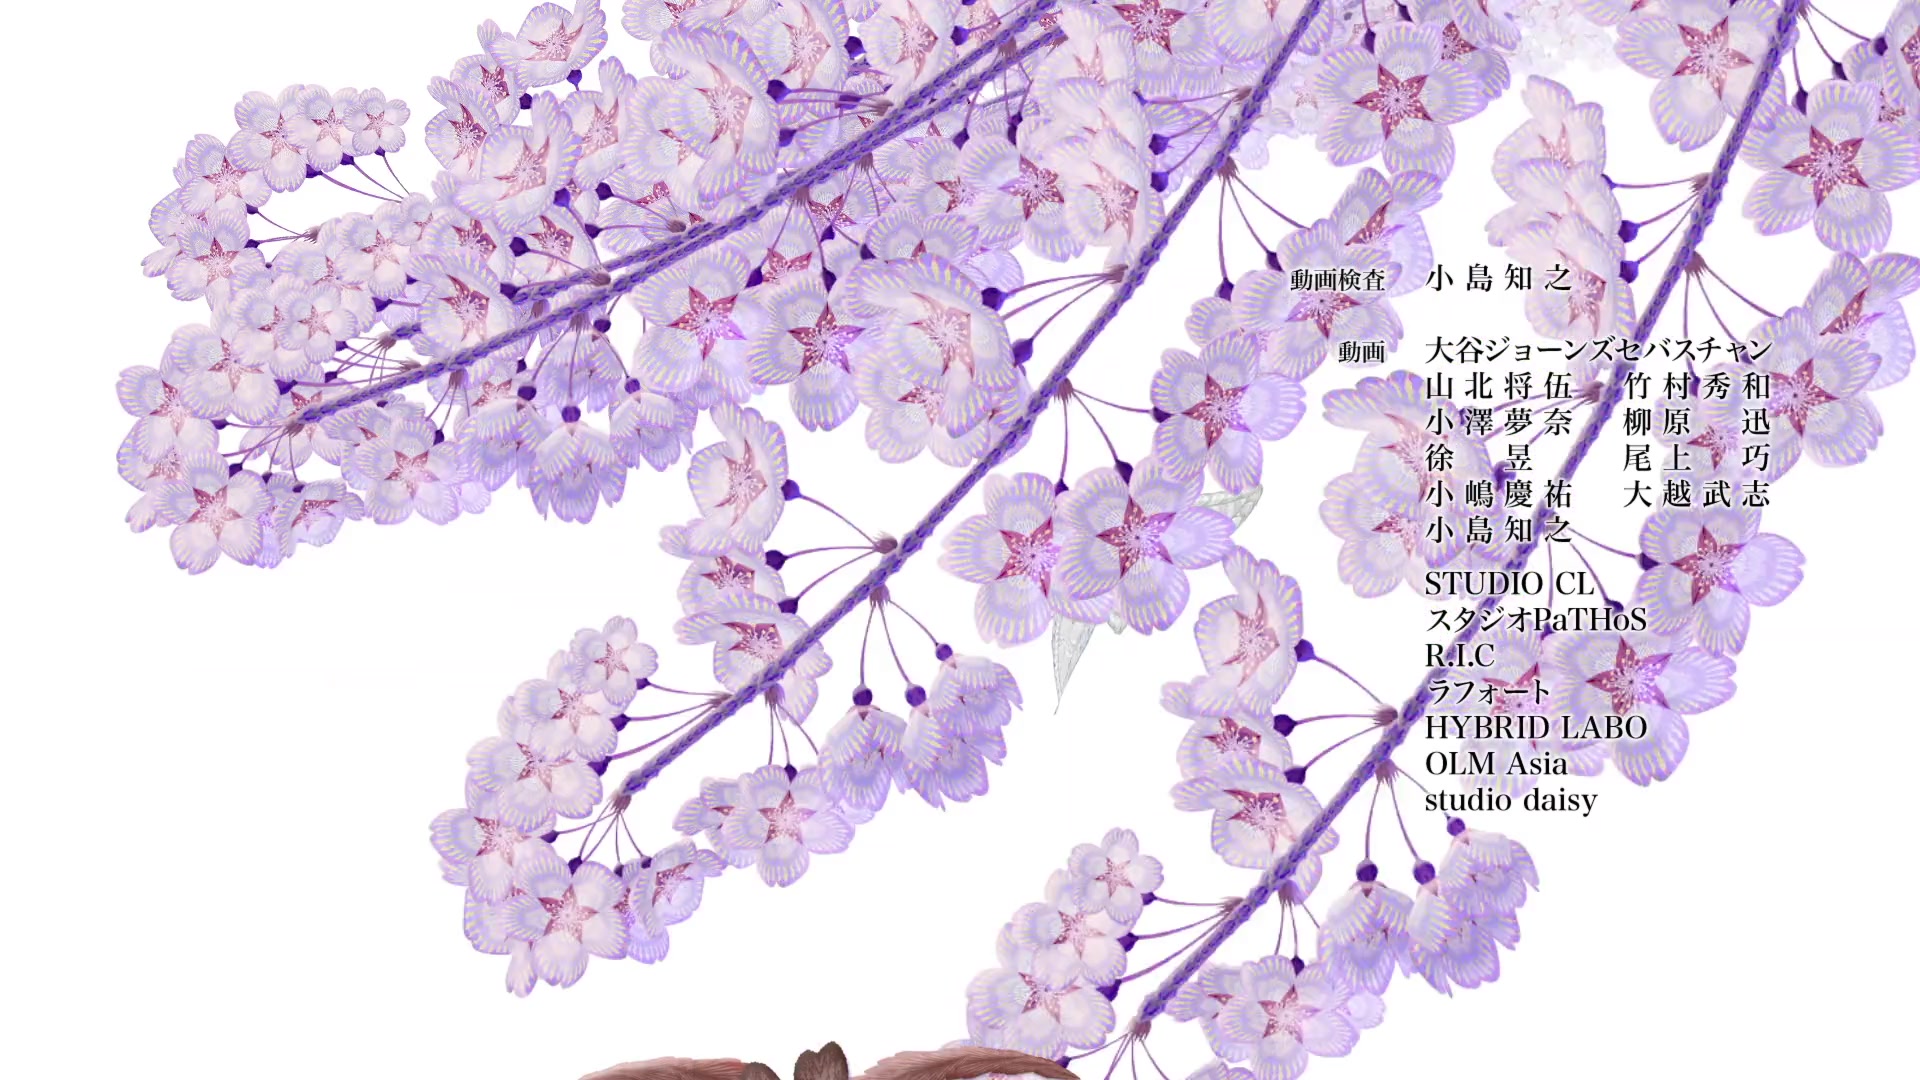 動画検査 小島知之
動画 大谷ジョーンズセバスチャン
山北将伍 竹村秀和
小澤夢奈 柳原 迅
徐 昱 尾上 巧
小嶋慶祐 大越武志
小島知之
STUDIO CL
スタジオPaTHoS
R.I.C
ラフォート
HYBRID LABO
OLM Asia
studio daisy